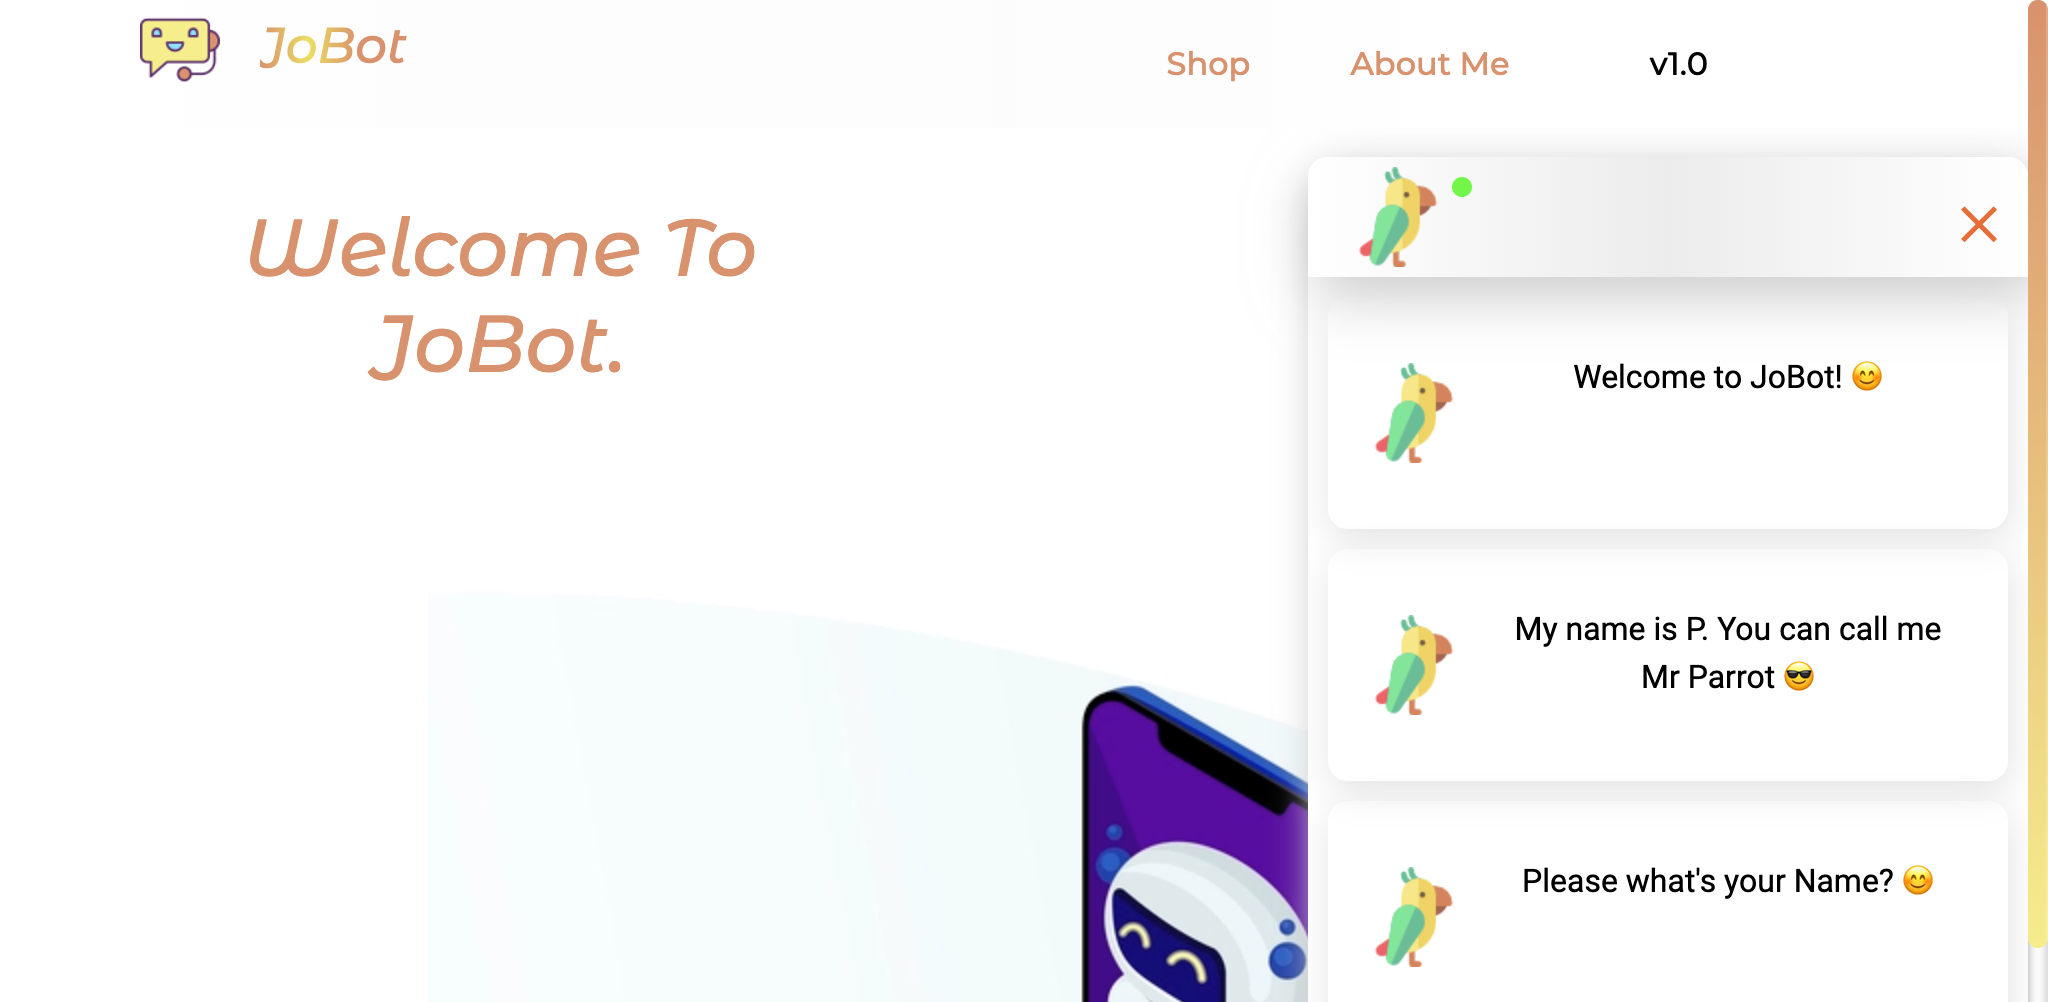 JoBot
Shop
About Me
v1.0
Welcome To
JoBot.
Welcome to JoBot! 😊
My name is P. You can call me
Mr Parrot 😎
Please what's your Name? 😊